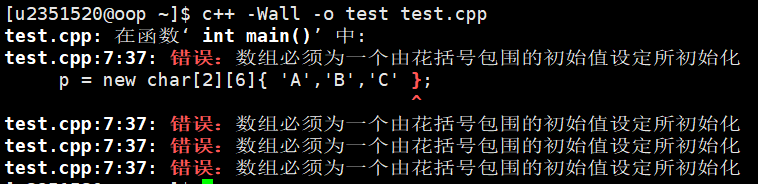 [u2351520@oop ~]$ c++ -Wall -o test test.cpp
test.cpp: 在函数‘ int main()’ 中:
test.cpp:7:37: 错误：数组必须为一个由花括号包围的初始值设定所初始化
p = new char[2][6]{ 'A','B','C' };
^
test.cpp:7:37: 错误：数组必须为一个由花括号包围的初始值设定所初始化
test.cpp:7:37: 错误：数组必须为一个由花括号包围的初始值设定所初始化
test.cpp:7:37: 错误：数组必须为一个由花括号包围的初始值设定所初始化